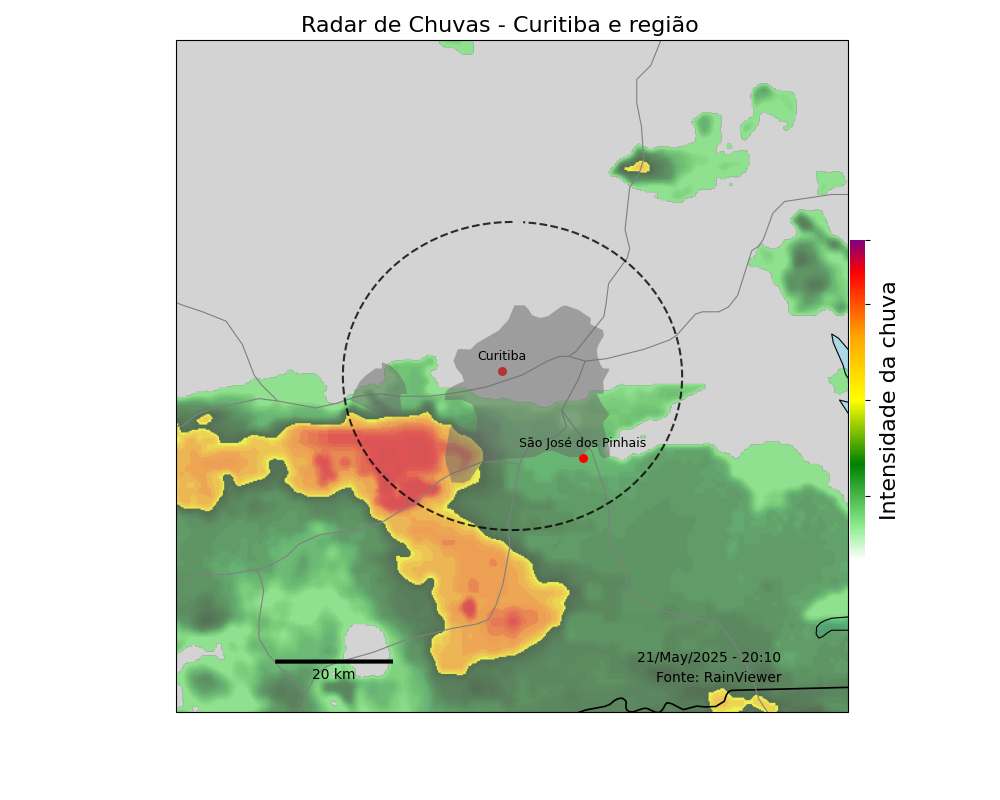 Radar de Chuvas - Curitiba e região
Curitiba
São José dos Pinhais
Intensidade da chuva
21/May/2025 - 20:10
Fonte: RainViewer
20 km